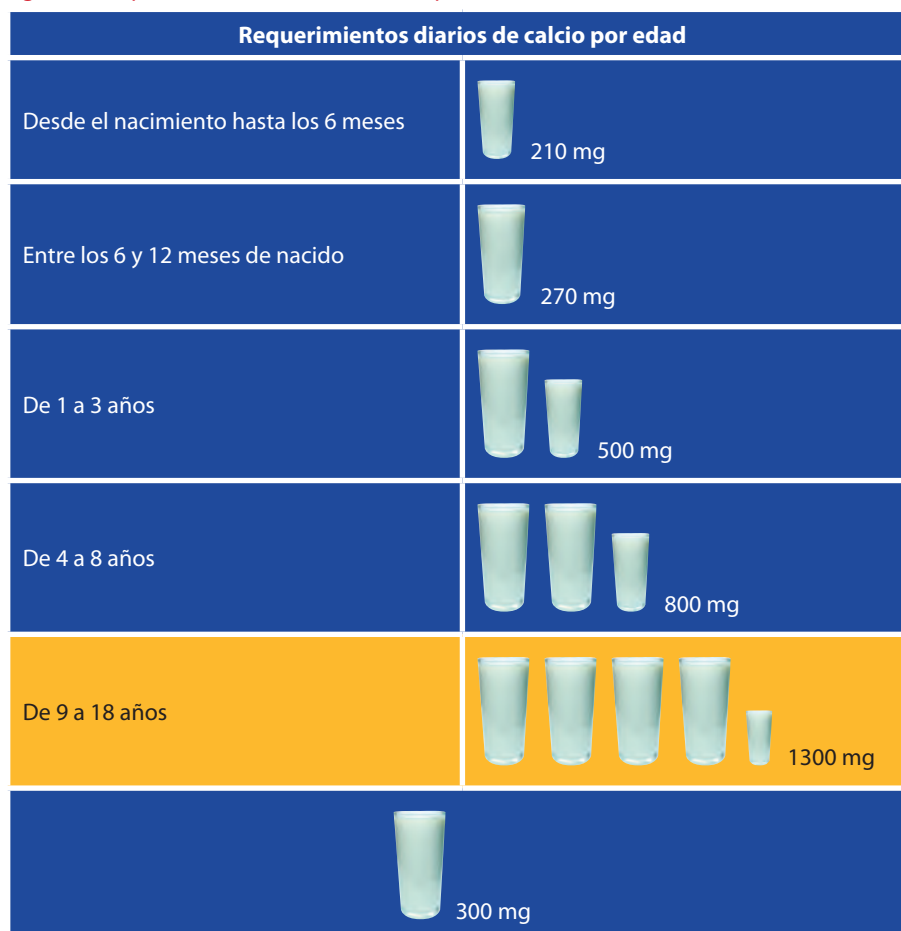 Requerimientos diarios de calcio por edad
Desde el nacimiento hasta los 6 meses
210 mg
Entre los 6 y 12 meses de nacido
270 mg
De 1 a 3 años
500 mg
De 4 a 8 años
800 mg
De 9 a 18 años
1300 mg
300 mg